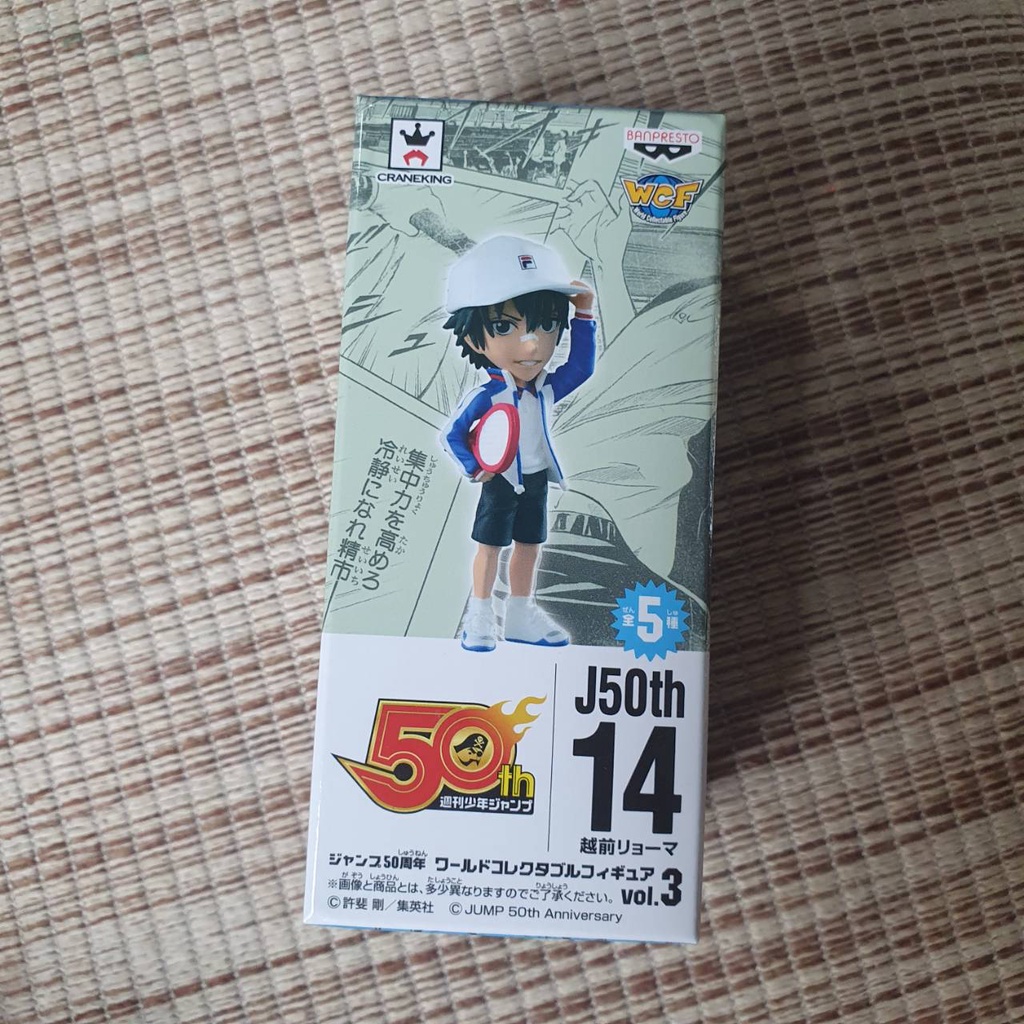 CRANEKING
BANPRESTO
WCF
World Collectable Figure
F
集中力を高めろ
冷静になれ精市
全5種
J50th
14
越前リョーマ
50th
週刊少年ジャンプ
ジャンプ50周年 ワールドコレクタブルフィギュア vol.3
※画像と商品とは、多少異なりますのでご了承ください。
©許斐 剛／集英社 ©JUMP 50th Anniversary